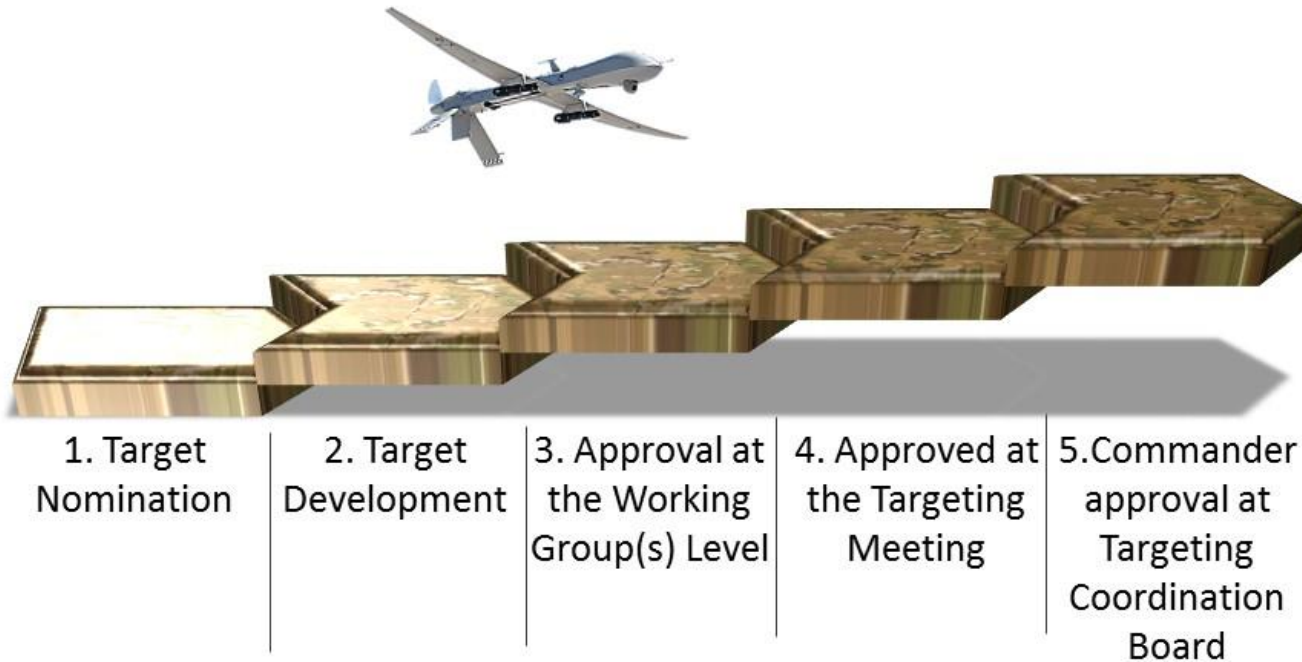 1. Target
Nomination
2. Target
Development
3. Approval at
the Working
Group(s) Level
4. Approved at
the Targeting
Meeting
5.Commander
approval at
Targeting
Coordination
Board